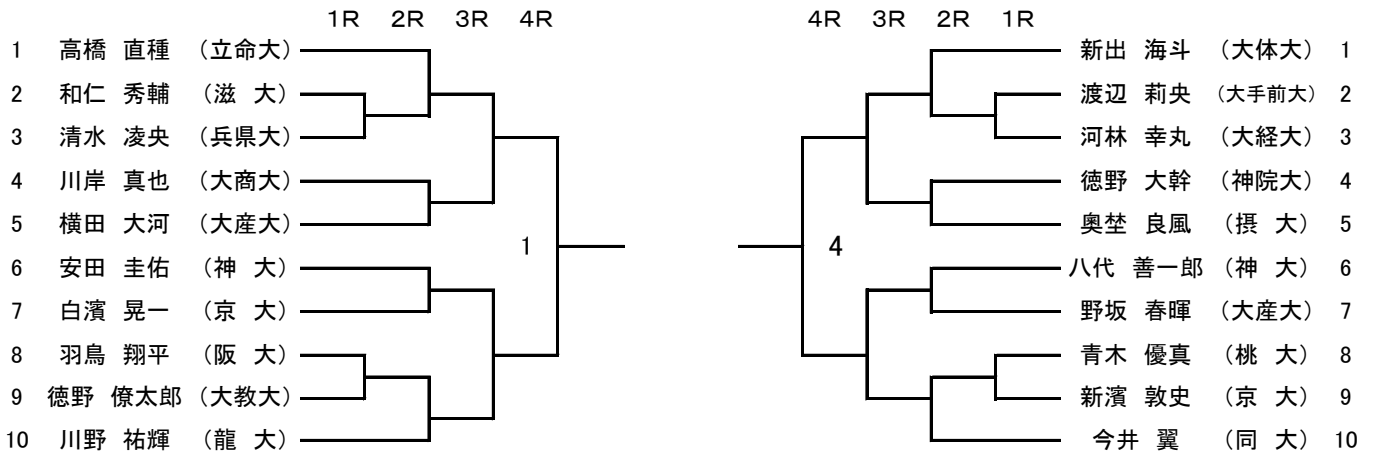 1R 2R 3R 4R
1 高橋 直種 （立命大）
2 和仁 秀輔 （滋 大）
3 清水 凌央 （兵県大）
4 川岸 真也 （大商大）
5 横田 大河 （大産大）
1
6 安田 圭佑 （神 大）
7 白濱 晃一 （京 大）
8 羽鳥 翔平 （阪 大）
9 徳野 僚太郎 （大教大）
10 川野 祐輝 （龍 大）
4R 3R 2R 1R
新出 海斗 （大体大） 1
渡辺 莉央 （大手前大） 2
河林 幸丸 （大経大） 3
徳野 大幹 （神院大） 4
奥埜 良風 （摂 大） 5
4
八代 善一郎 （神 大） 6
野坂 春暉 （大産大） 7
青木 優真 （桃 大） 8
新濱 敦史 （京 大） 9
今井 翼 （同 大） 10